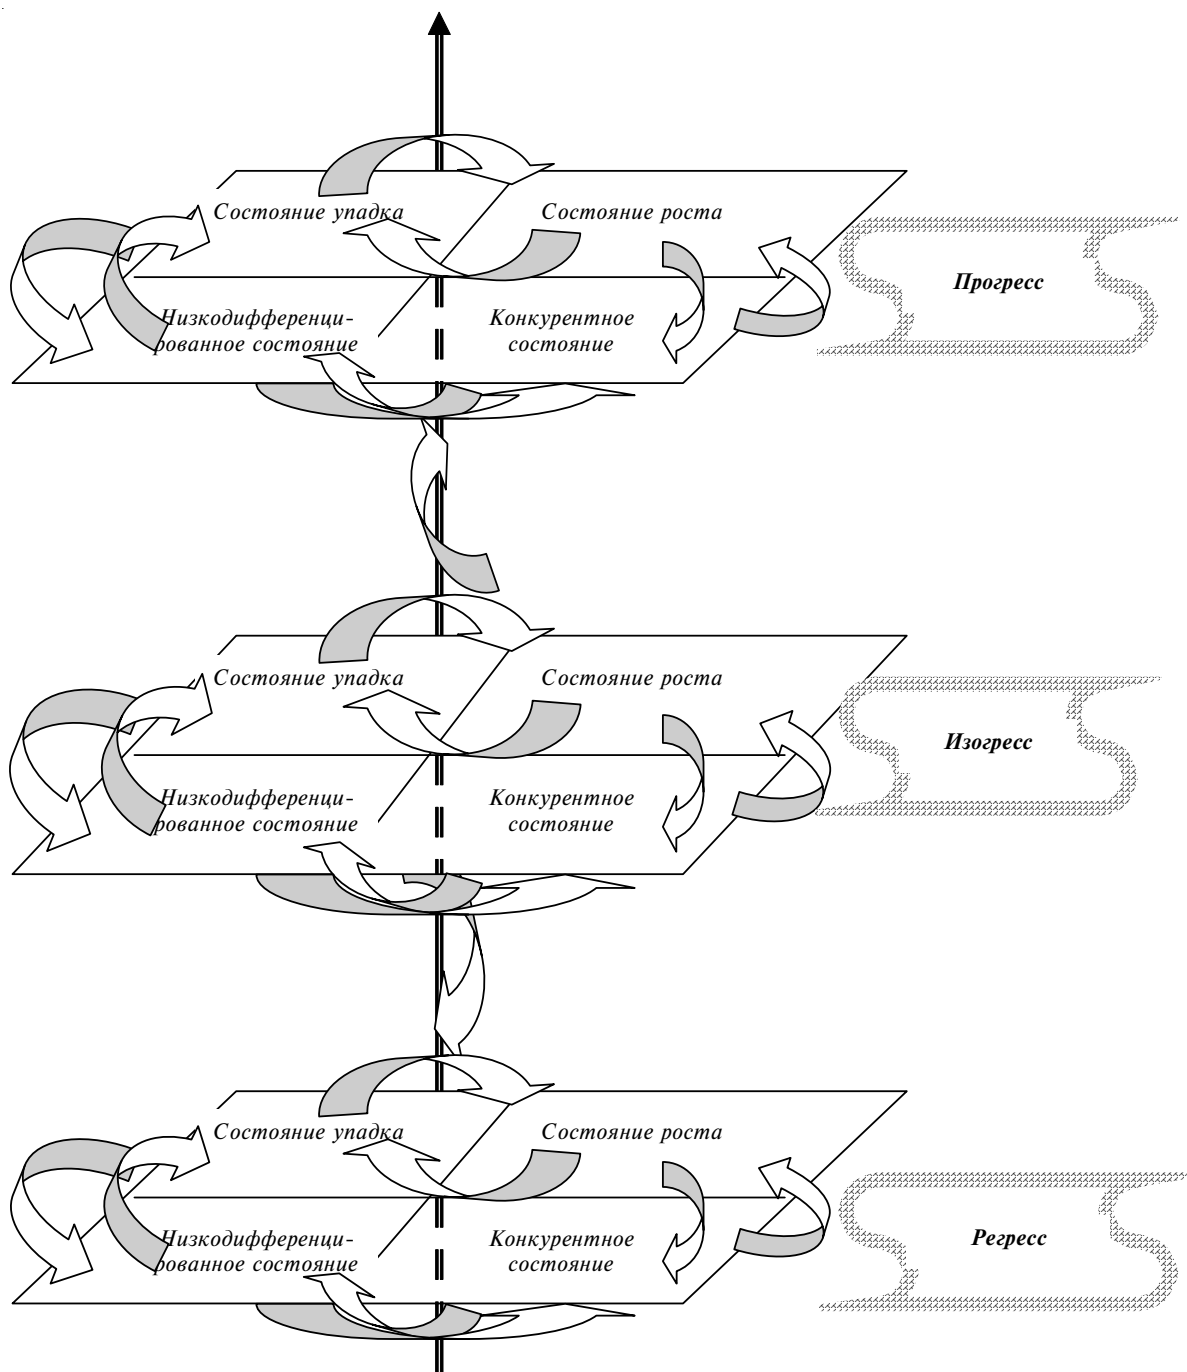 Состояние упадка
Состояние роста
Низкодифференци-
рованное состояние
Конкурентное
состояние
Прогресс
Состояние упадка
Состояние роста
Низкодифференци-
рованное состояние
Конкурентное
состояние
Изогресс
Состояние упадка
Состояние роста
Низкодифференци-
рованное состояние
Конкурентное
состояние
Регресс